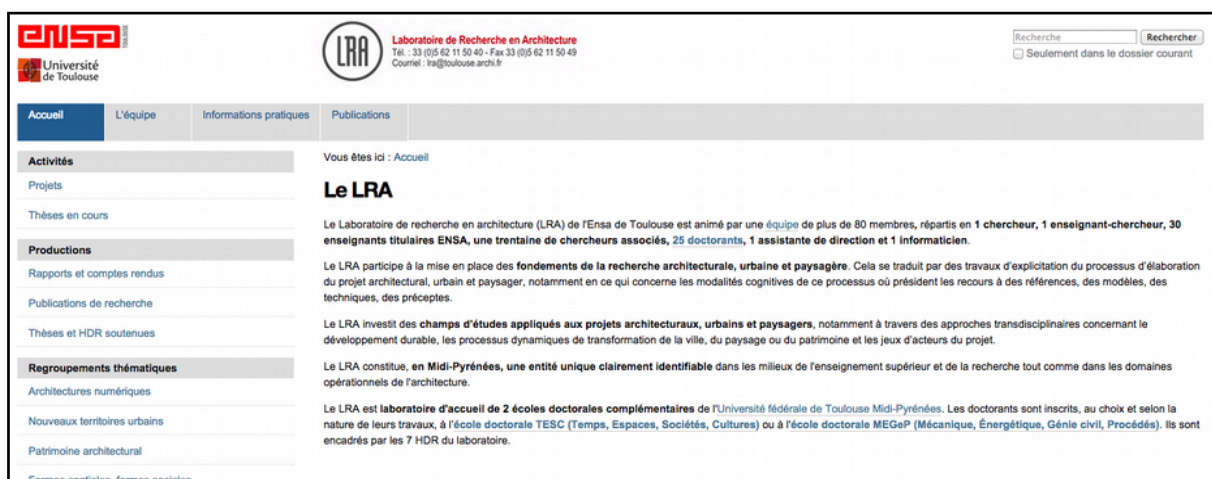 ensa
TOULOUSE
Université
de Toulouse
LRA
Laboratoire de Recherche en Architecture
Tél. : 33 (0)5 62 11 50 40 - Fax 33 (0)5 62 11 50 49
Courriel : lra@toulouse.archi.fr
Recherche
Rechercher
Seulement dans le dossier courant
Accueil
L'équipe
Informations pratiques
Publications
Activités
Projets
Thèses en cours
Productions
Rapports et comptes rendus
Publications de recherche
Thèses et HDR soutenues
Regroupements thématiques
Architectures numériques
Nouveaux territoires urbains
Patrimoine architectural
Formes spatiales, formes sociales
Vous êtes ici : Accueil
Le LRA
Le Laboratoire de recherche en architecture (LRA) de l'Ensa de Toulouse est animé par une équipe de plus de 80 membres, répartis en 1 chercheur, 1 enseignant-chercheur, 30
enseignants titulaires ENSA, une trentaine de chercheurs associés, 25 doctorants, 1 assistante de direction et 1 informaticien.
Le LRA participe à la mise en place des fondements de la recherche architecturale, urbaine et paysagère. Cela se traduit par des travaux d'explicitation du processus d'élaboration
du projet architectural, urbain et paysager, notamment en ce qui concerne les modalités cognitives de ce processus où président les recours à des références, des modèles, des
techniques, des préceptes.
Le LRA investit des champs d'études appliqués aux projets architecturaux, urbains et paysagers, notamment à travers des approches transdisciplinaires concernant le
développement durable, les processus dynamiques de transformation de la ville, du paysage ou du patrimoine et les jeux d'acteurs du projet.
Le LRA constitue, en Midi-Pyrénées, une entité unique clairement identifiable dans les milieux de l'enseignement supérieur et de la recherche tout comme dans les domaines
opérationnels de l'architecture.
Le LRA est laboratoire d'accueil de 2 écoles doctorales complémentaires de l'Université fédérale de Toulouse Midi-Pyrénées. Les doctorants sont inscrits, au choix et selon la
nature de leurs travaux, à l'école doctorale TESC (Temps, Espaces, Sociétés, Cultures) ou à l'école doctorale MEGeP (Mécanique, Énergétique, Génie civil, Procédés). Ils sont
encadrés par les 7 HDR du laboratoire.